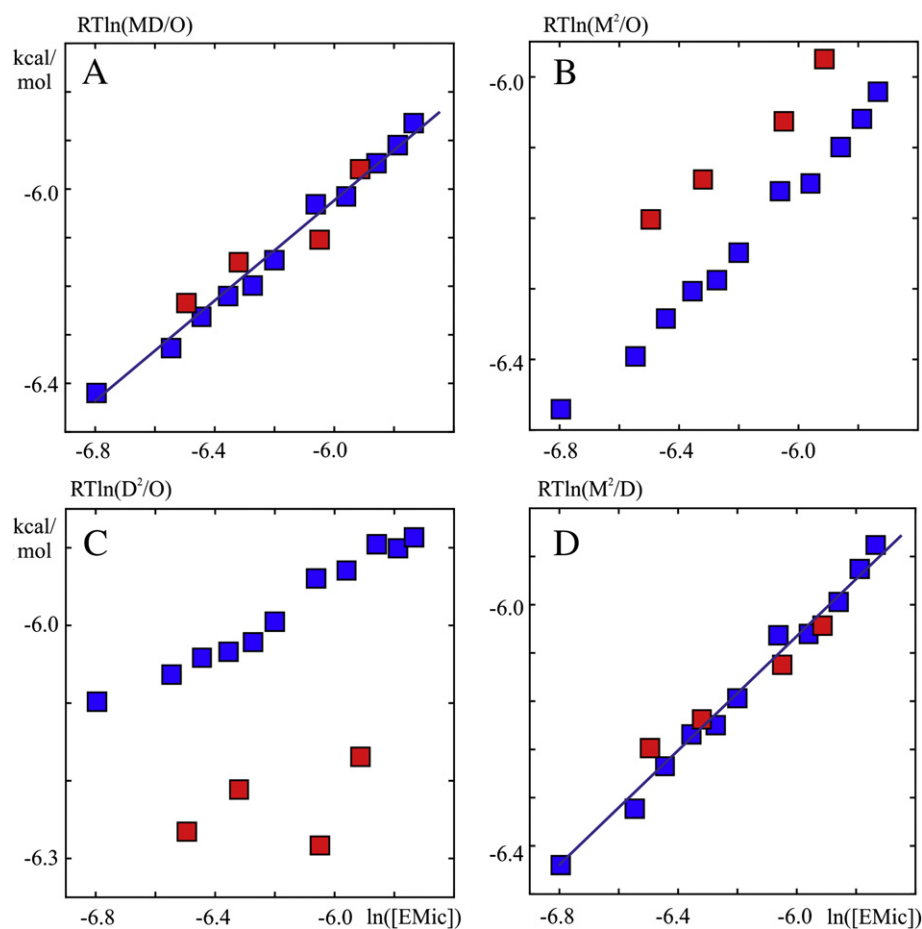 RTln(MD/O)
kcal/
mol
A
-6.0
-6.4
-6.8 -6.4 -6.0
RTln(M²/O)
B
-6.0
-6.4
-6.8 -6.4 -6.0
RTln(D²/O)
kcal/
mol
C
-6.0
-6.3
-6.8 -6.4 -6.0 ln([EMic])
RTln(M²/D)
D
-6.0
-6.4
-6.8 -6.4 -6.0 ln([EMic])